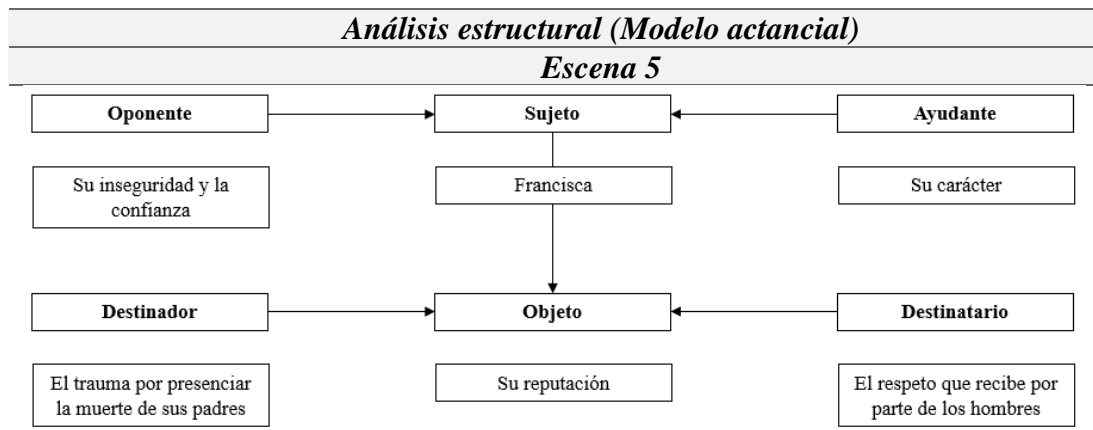 Análisis estructural (Modelo actancial)
Escena 5
Oponente
Sujeto
Ayudante
Su inseguridad y la
confianza
Francisca
Su carácter
Destinador
Objeto
Destinatario
El trauma por presenciar
la muerte de sus padres
Su reputación
El respeto que recibe por
parte de los hombres